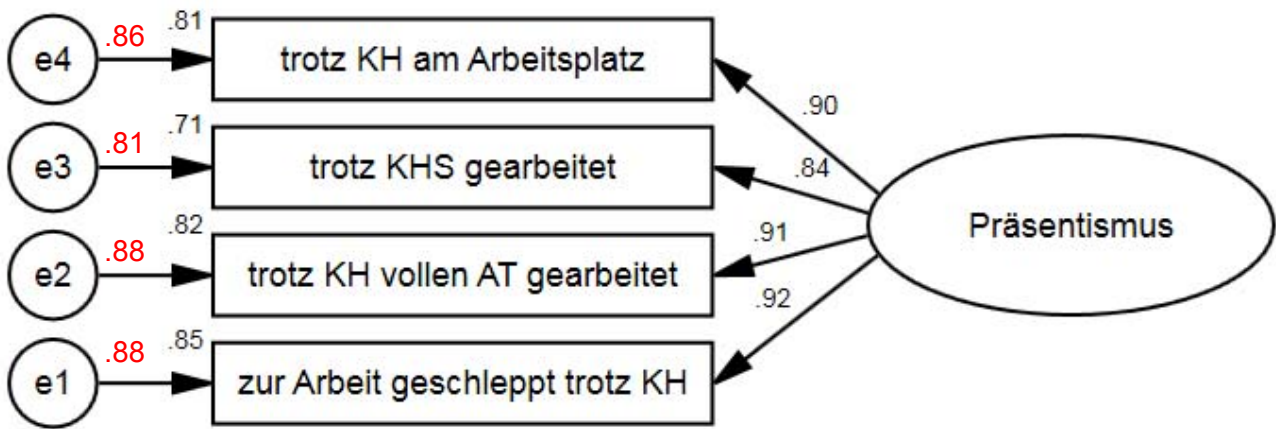 e4 .86 .81 trotz KH am Arbeitsplatz .90
e3 .81 .71 trotz KHS gearbeitet .84
Präsentismus
e2 .88 .82 trotz KH vollen AT gearbeitet .91
e1 .88 .85 zur Arbeit geschleppt trotz KH .92